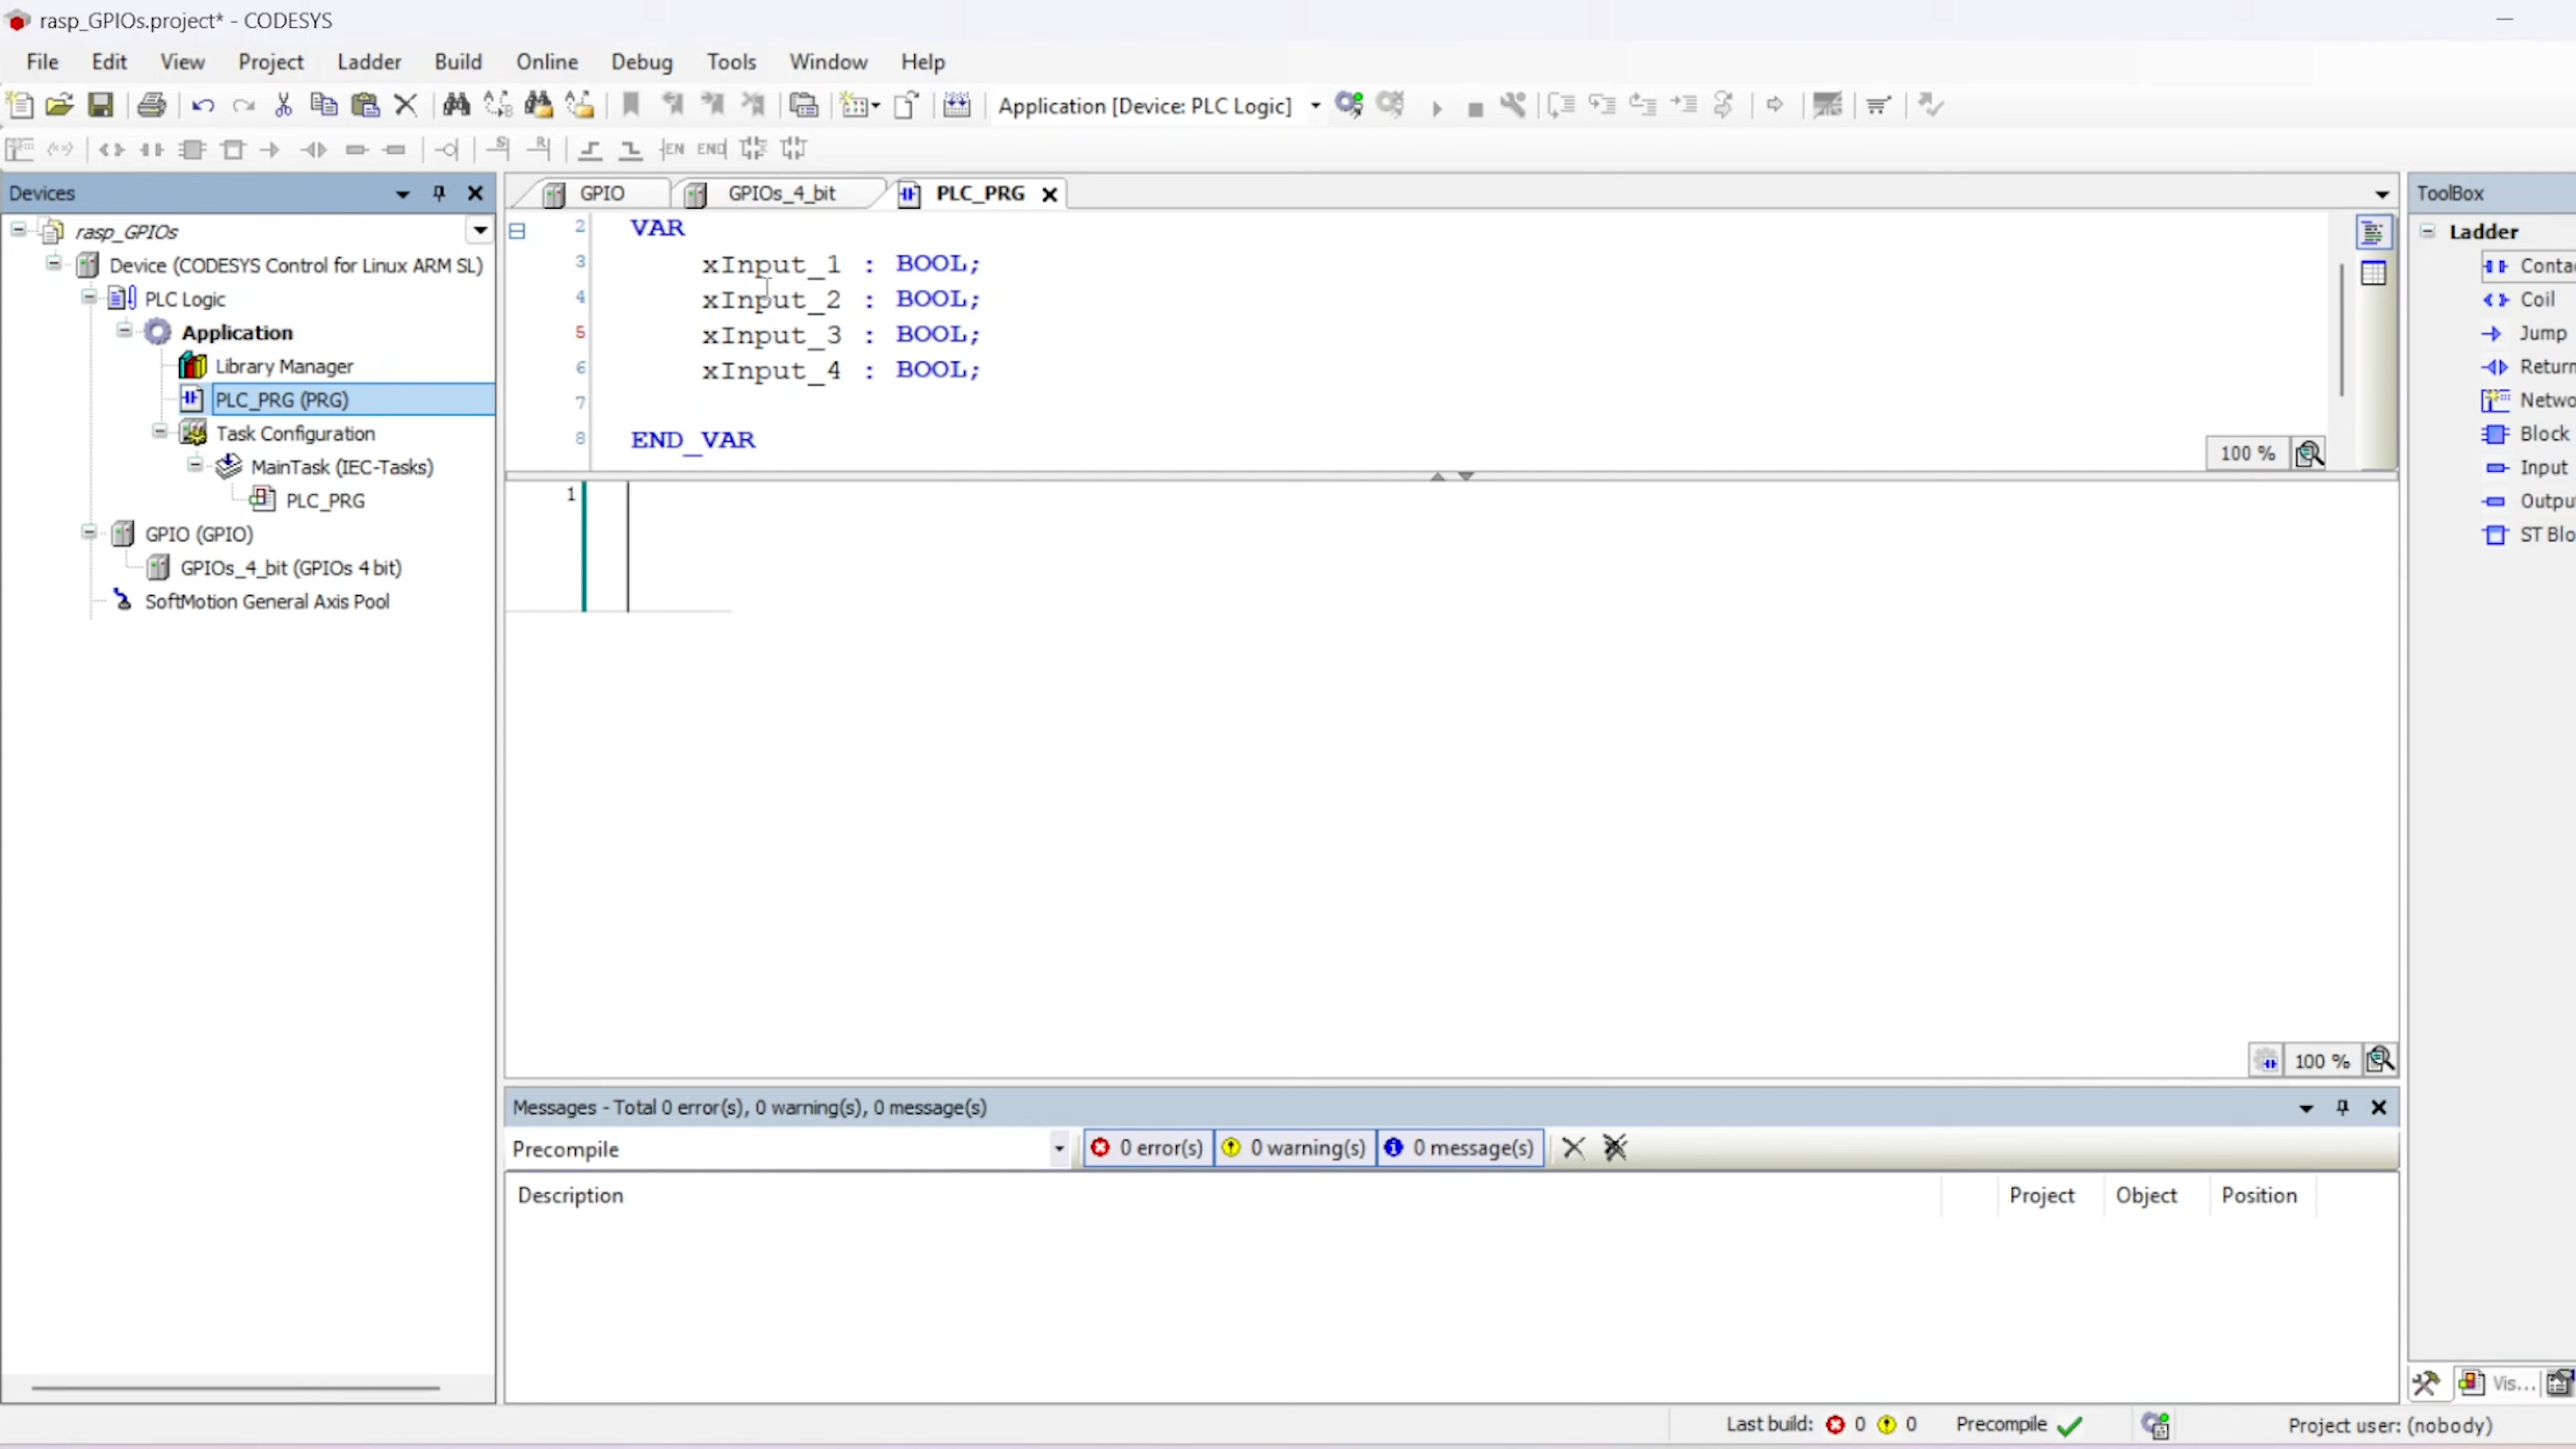 rasp_GPIOs.project* - CODESYS
File Edit View Project Ladder Build Online Debug Tools Window Help
Application [Device: PLC Logic]
Devices
rasp_GPIOs
Device (CODESYS Control for Linux ARM SL)
PLC Logic
Application
Library Manager
PLC_PRG (PRG)
Task Configuration
MainTask (IEC-Tasks)
PLC_PRG
GPIO (GPIO)
GPIOs_4_bit (GPIOs 4 bit)
SoftMotion General Axis Pool
GPIO GPIOs_4_bit PLC_PRG
2 VAR
3 xInput_1 : BOOL;
4 xInput_2 : BOOL;
5 xInput_3 : BOOL;
6 xInput_4 : BOOL;
7
8 END_VAR
100 %
1
100 %
ToolBox
Ladder
Conta
Coil
Jump
Return
Netwo
Block
Input
Outpu
ST Blo
Vis...
Messages - Total 0 error(s), 0 warning(s), 0 message(s)
Precompile 0 error(s) 0 warning(s) 0 message(s)
Description Project Object Position
Last build: 0 0 Precompile Project user: (nobody)